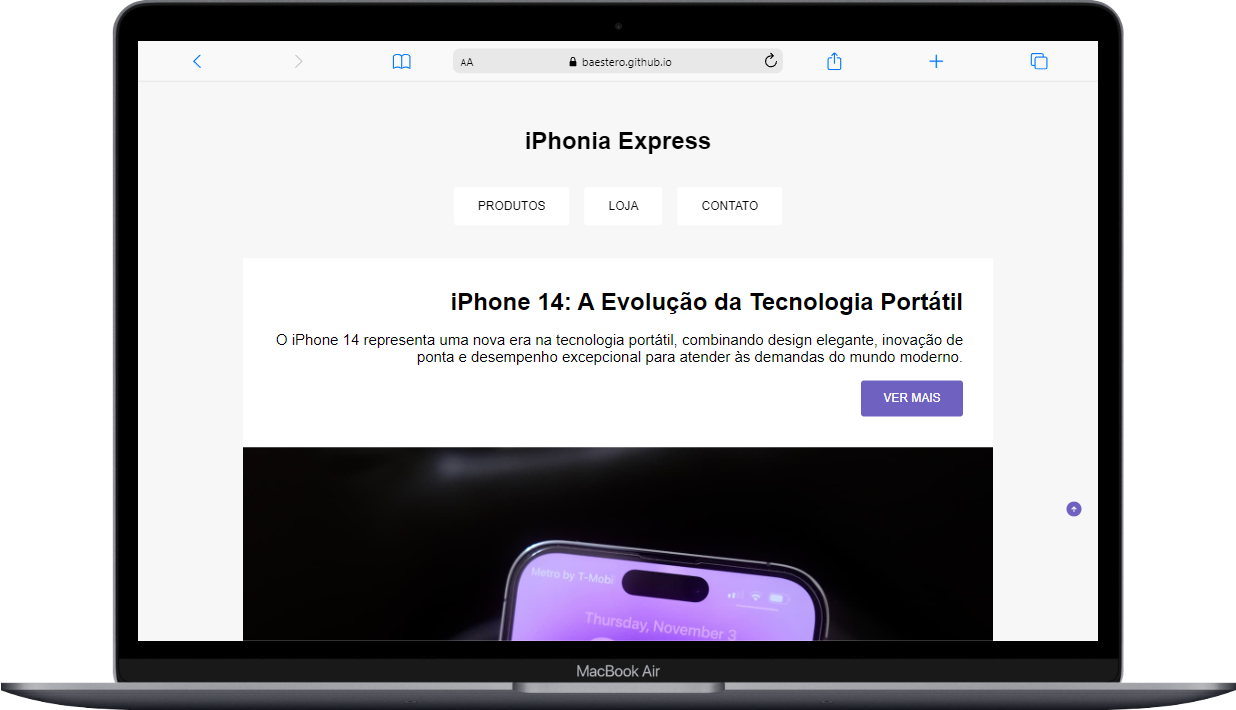 AA
baestero.github.io
iPhonia Express
PRODUTOS LOJA CONTATO
iPhone 14: A Evolução da Tecnologia Portátil
O iPhone 14 representa uma nova era na tecnologia portátil, combinando design elegante, inovação de
ponta e desempenho excepcional para atender às demandas do mundo moderno.
VER MAIS
Metro by T-Mobi
Thursday, November 3
MacBook Air